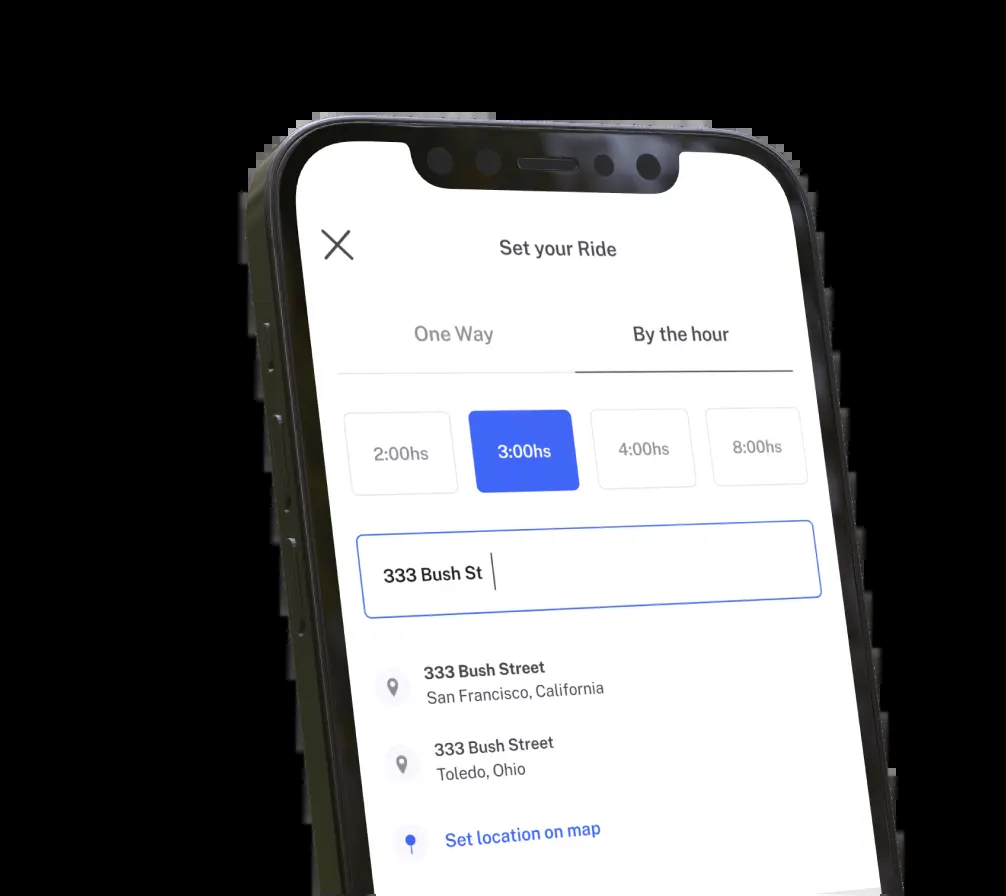 Set your Ride
One Way
By the hour
2:00hs
3:00hs
4:00hs
8:00hs
333 Bush St
333 Bush Street
San Francisco, California
333 Bush Street
Toledo, Ohio
Set location on map